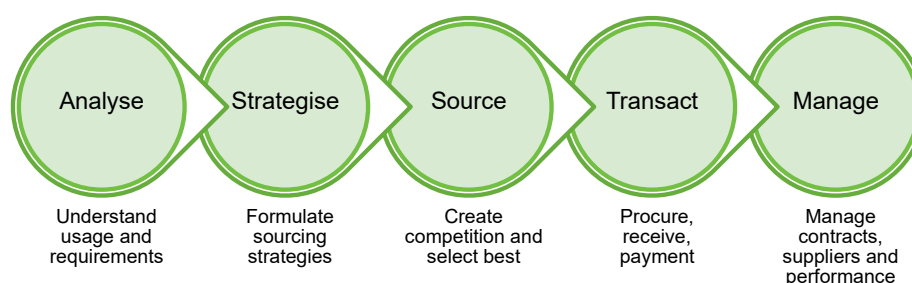 Analyse
Strategise
Source
Transact
Manage
Understand
usage and
requirements
Formulate
sourcing
strategies
Create
competition and
select best
Procure,
receive,
payment
Manage
contracts,
suppliers and
performance